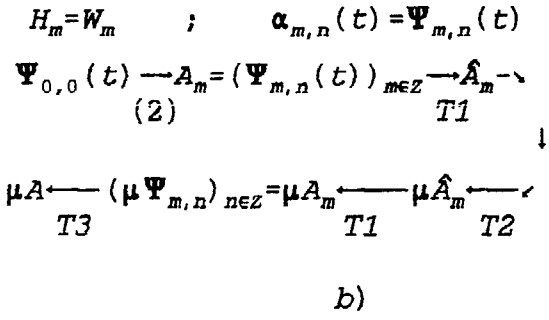 H_m=W_m ; α_{m,n}(t)=Ψ_{m,n}(t)
Ψ_{0,0}(t)→A_m=(Ψ_{m,n}(t))_{m∈Z}→Â_m→
(2) T1
↓
μA←(μΨ_{m,n})_{n∈Z}=μA_m←μÂ_m←
T3 T1 T2
b)